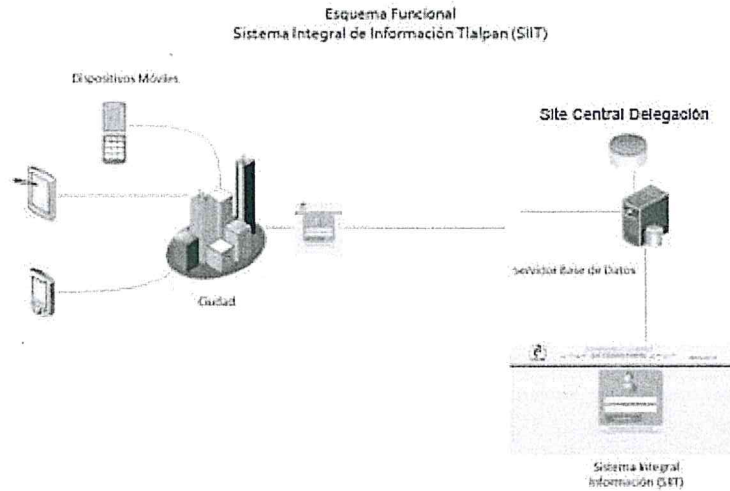 Esquema Funcional
Sistema Integral de Información Tlalpan (SIIT)
Dispositivos Móviles
Site Central Delegación
Servidor Base de Datos
Ciudad
Sistema Integral
Información (SIIT)